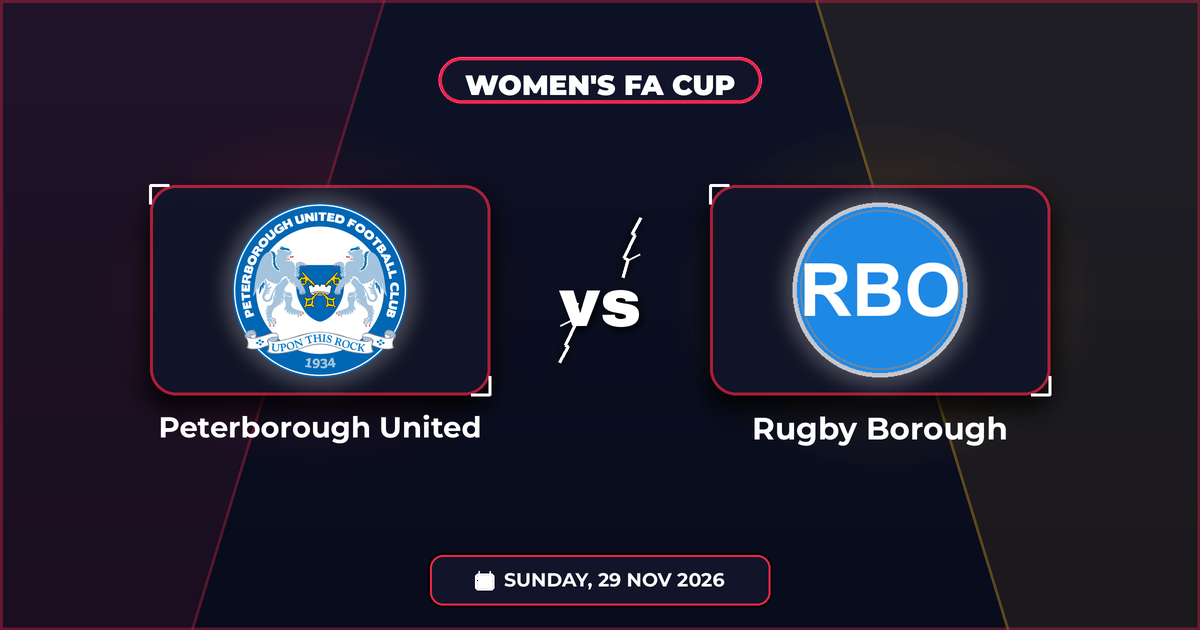 WOMEN'S FA CUP
PETERBOROUGH UNITED FOOTBALL CLUB
UPON THIS ROCK
1934
VS
RBO
Peterborough United
Rugby Borough
SUNDAY, 29 NOV 2026